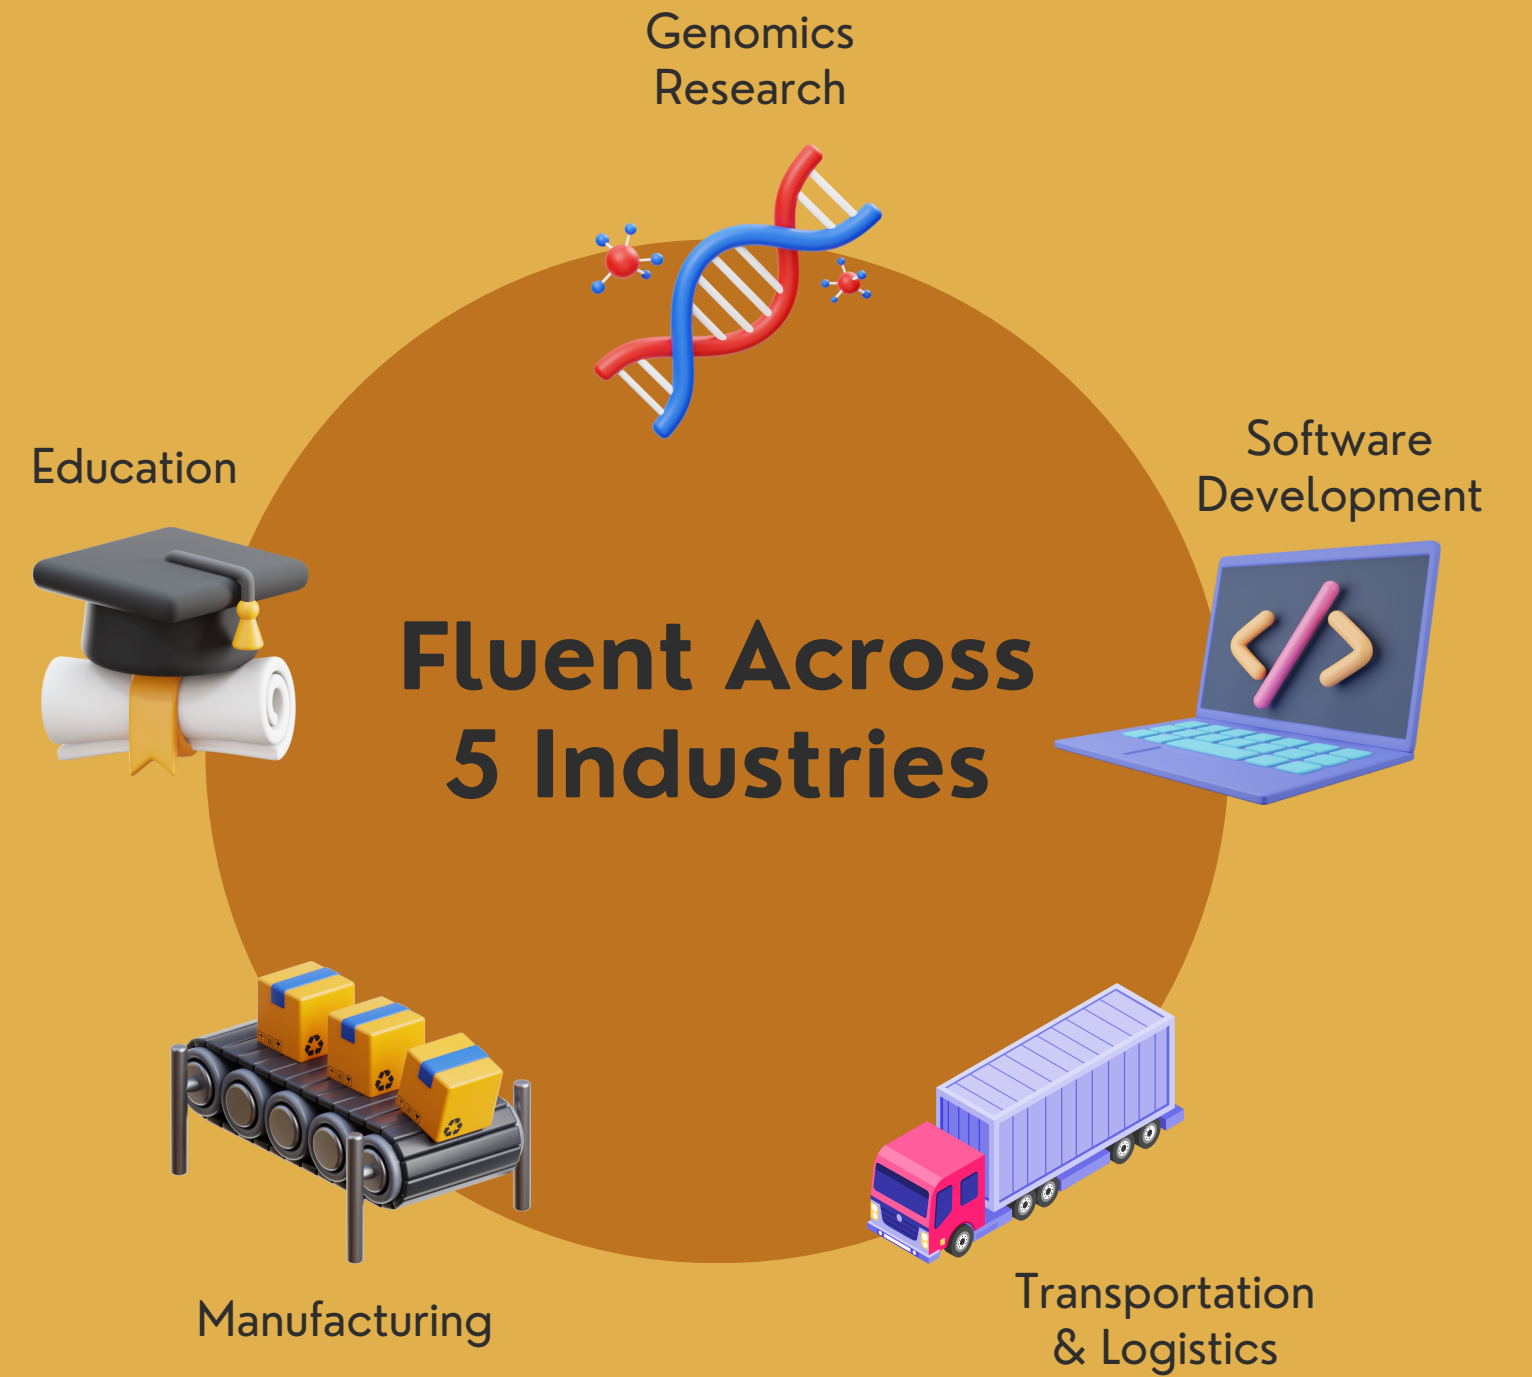 Genomics
Research
Software
Development
Education
Fluent Across
5 Industries
Manufacturing
Transportation
& Logistics